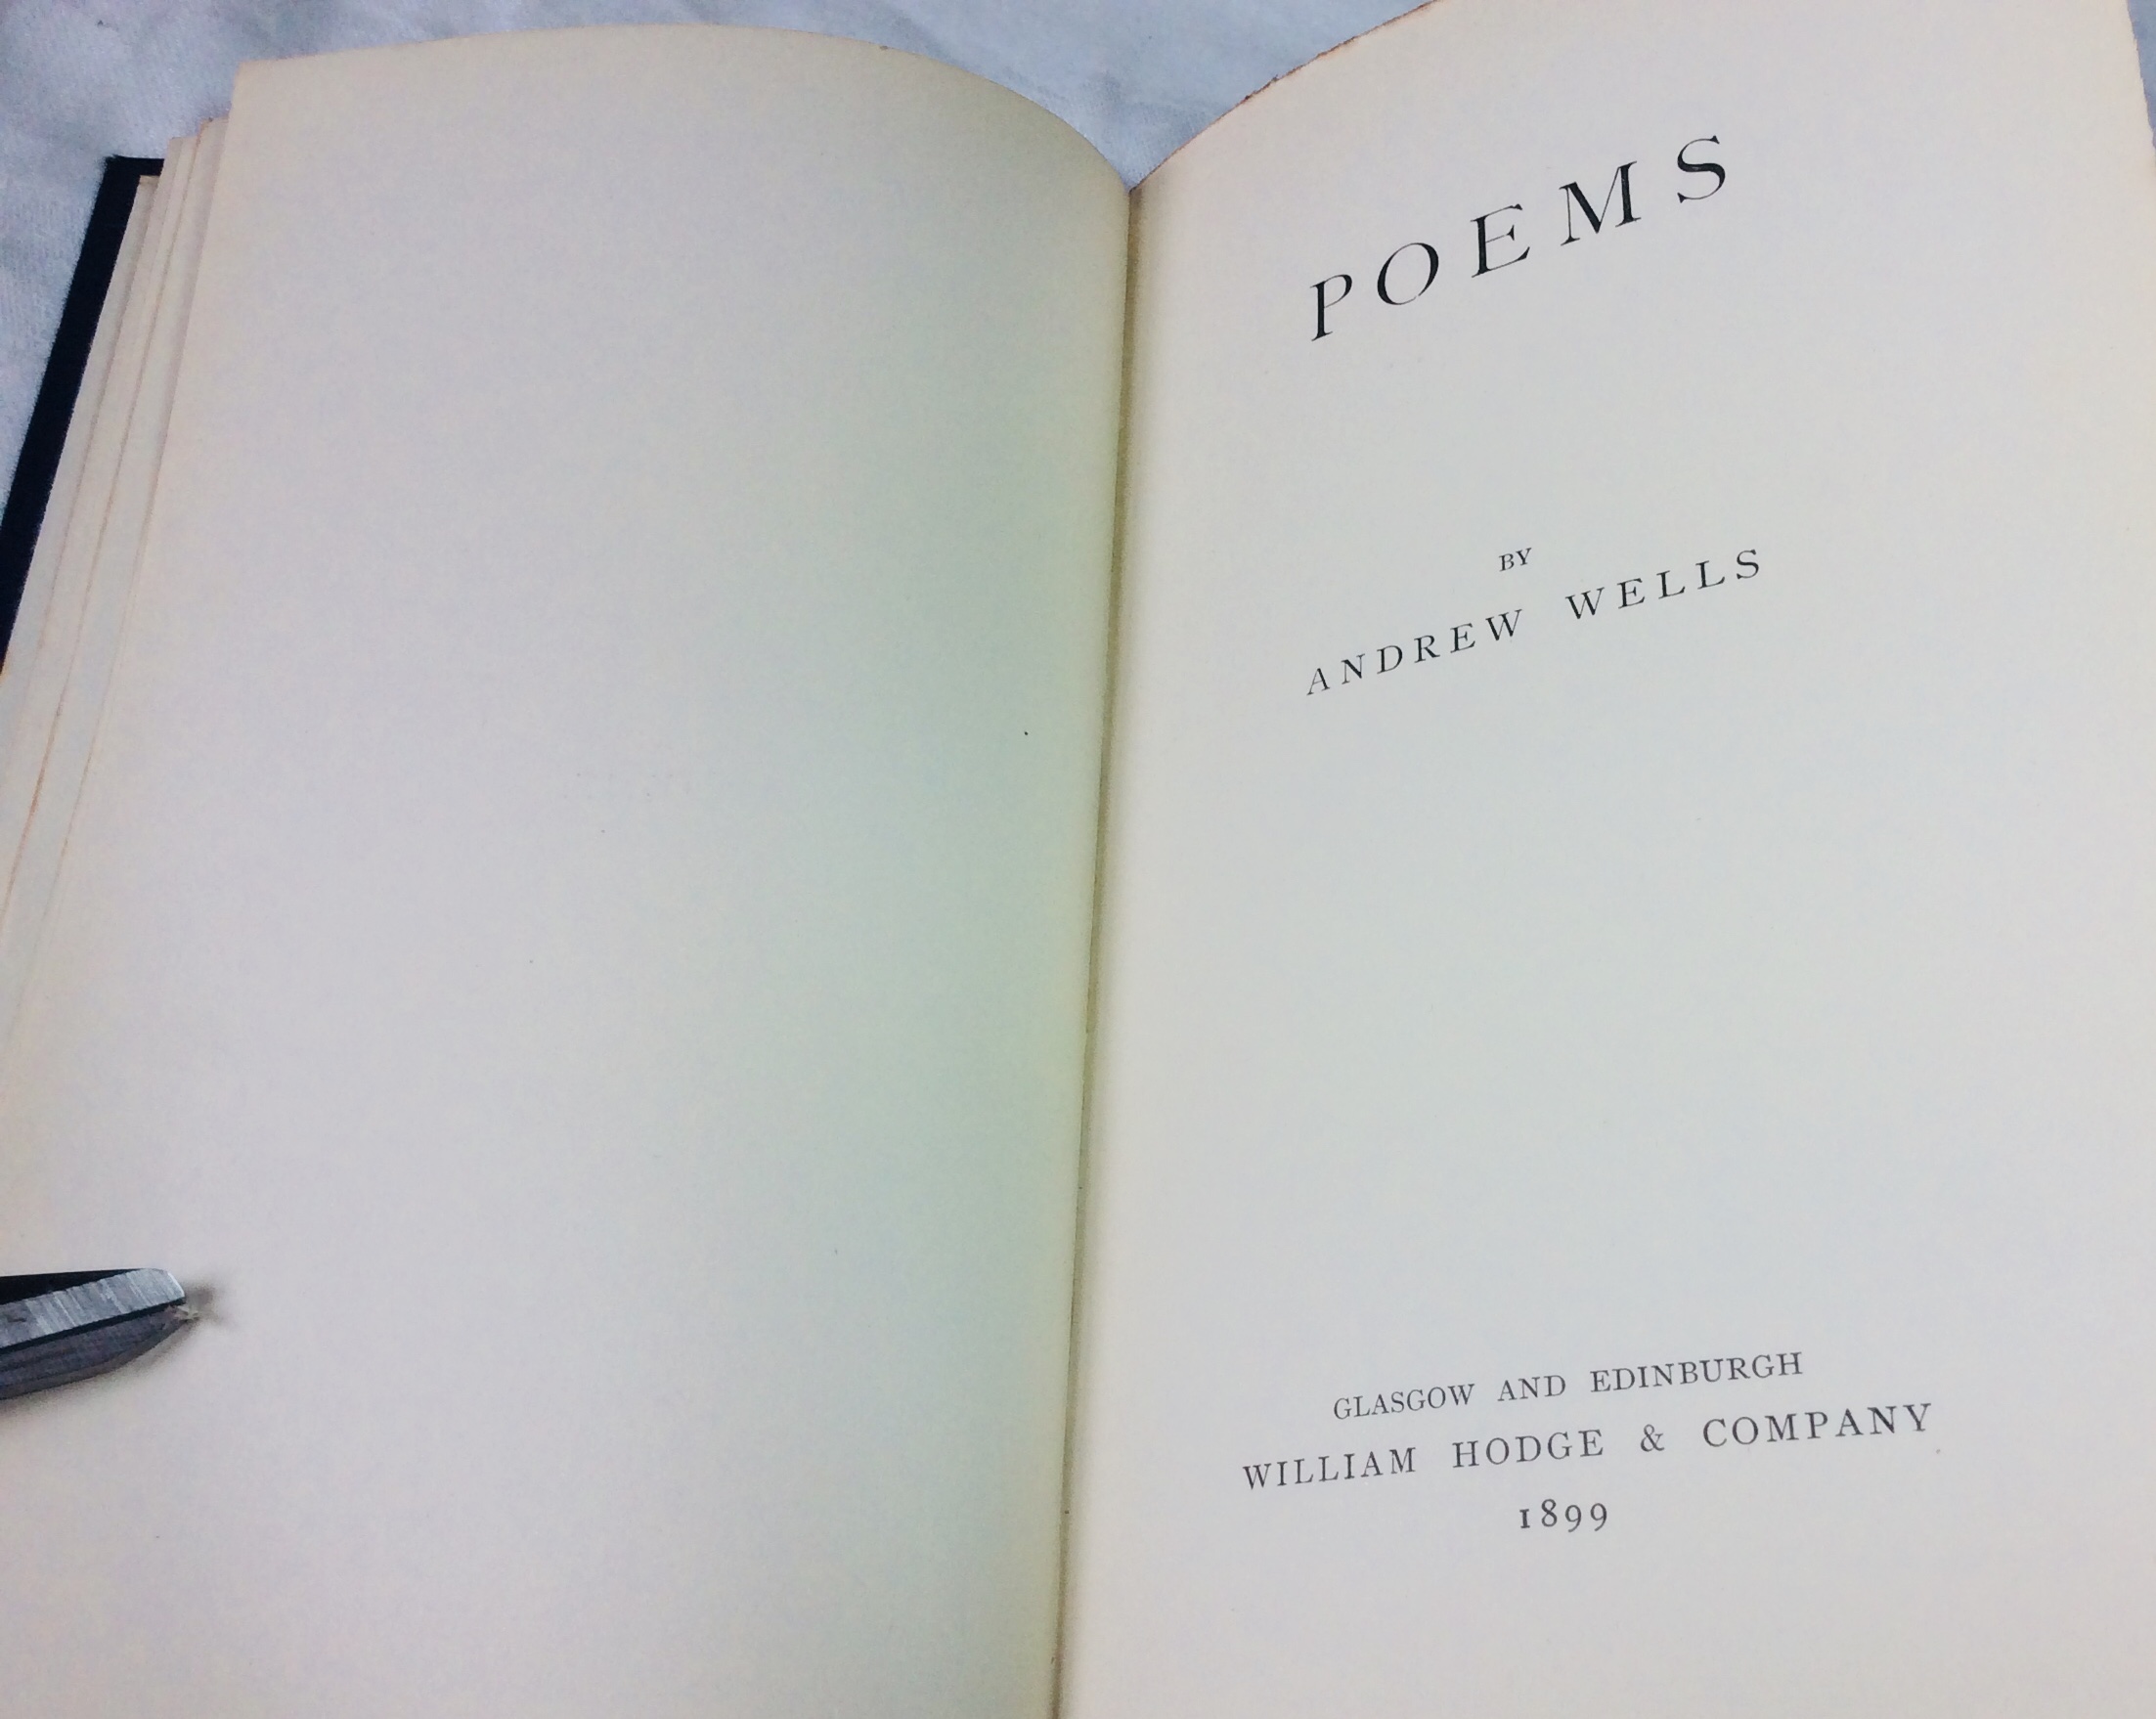 POEMS
BY
ANDREW WELLS
GLASGOW AND EDINBURGH
WILLIAM HODGE & COMPANY
1899